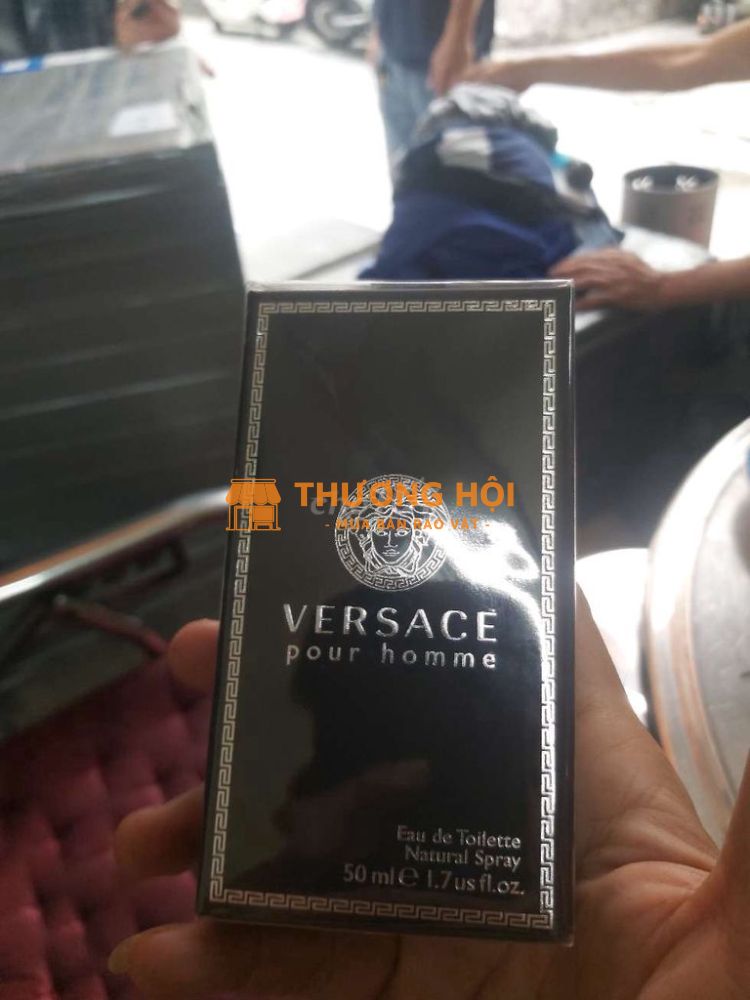 THƯƠNG HỘI
- MUA BÁN RAO VẶT -
VERSACE
pour homme
Eau de Toilette
Natural Spray
50 ml ℮ 1.7 us fl.oz.